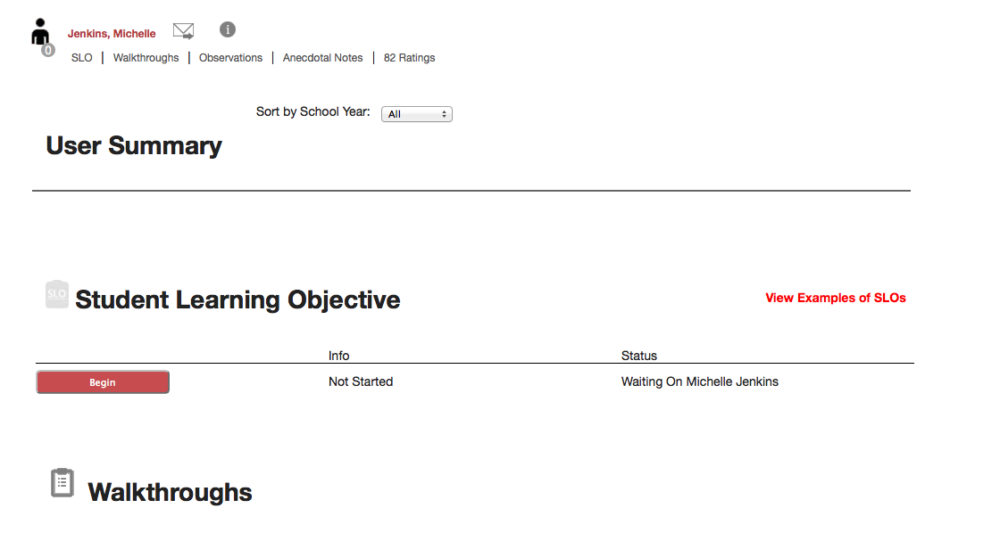 Jenkins, Michelle i
0
SLO | Walkthroughs | Observations | Anecdotal Notes | 82 Ratings
Sort by School Year: All
User Summary
SLO
Student Learning Objective
View Examples of SLOs
Info Status
Begin Not Started Waiting On Michelle Jenkins
Walkthroughs